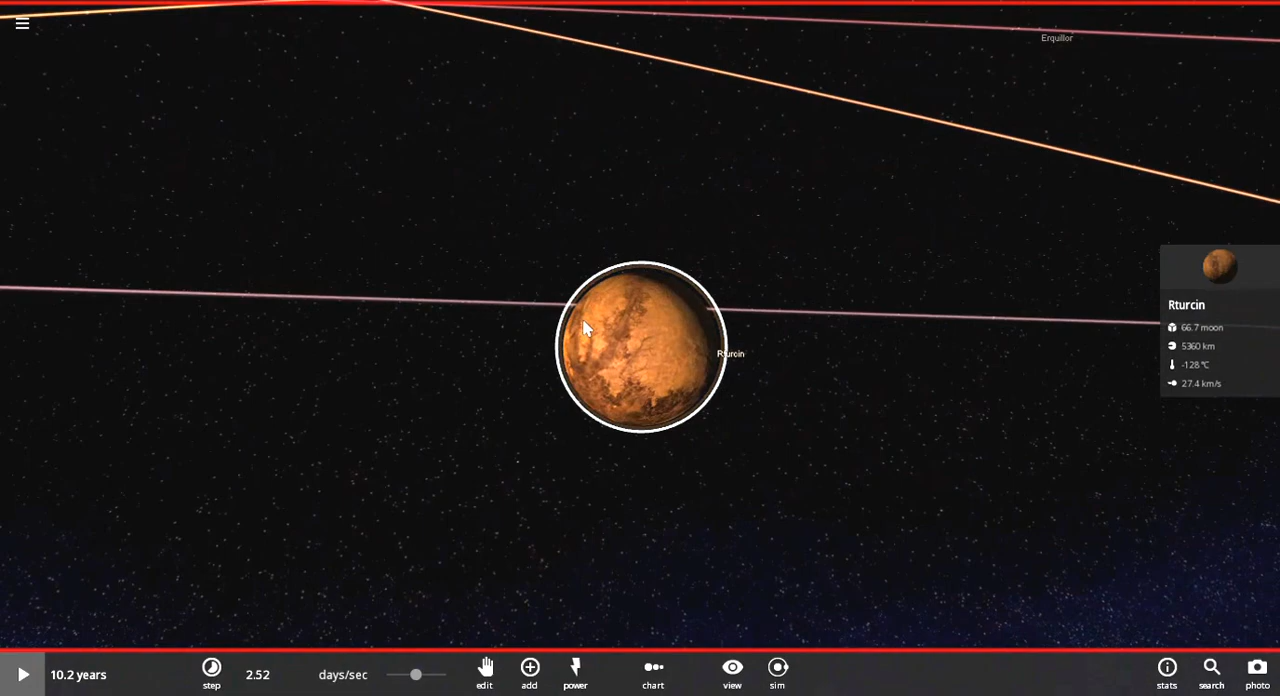 Erquillor
Rturcin
Rturcin
66.7 moon
5360 km
-128 °C
27.4 km/s
10.2 years
step
2.52
days/sec
edit
add
power
chart
view
sim
stats
search
photo